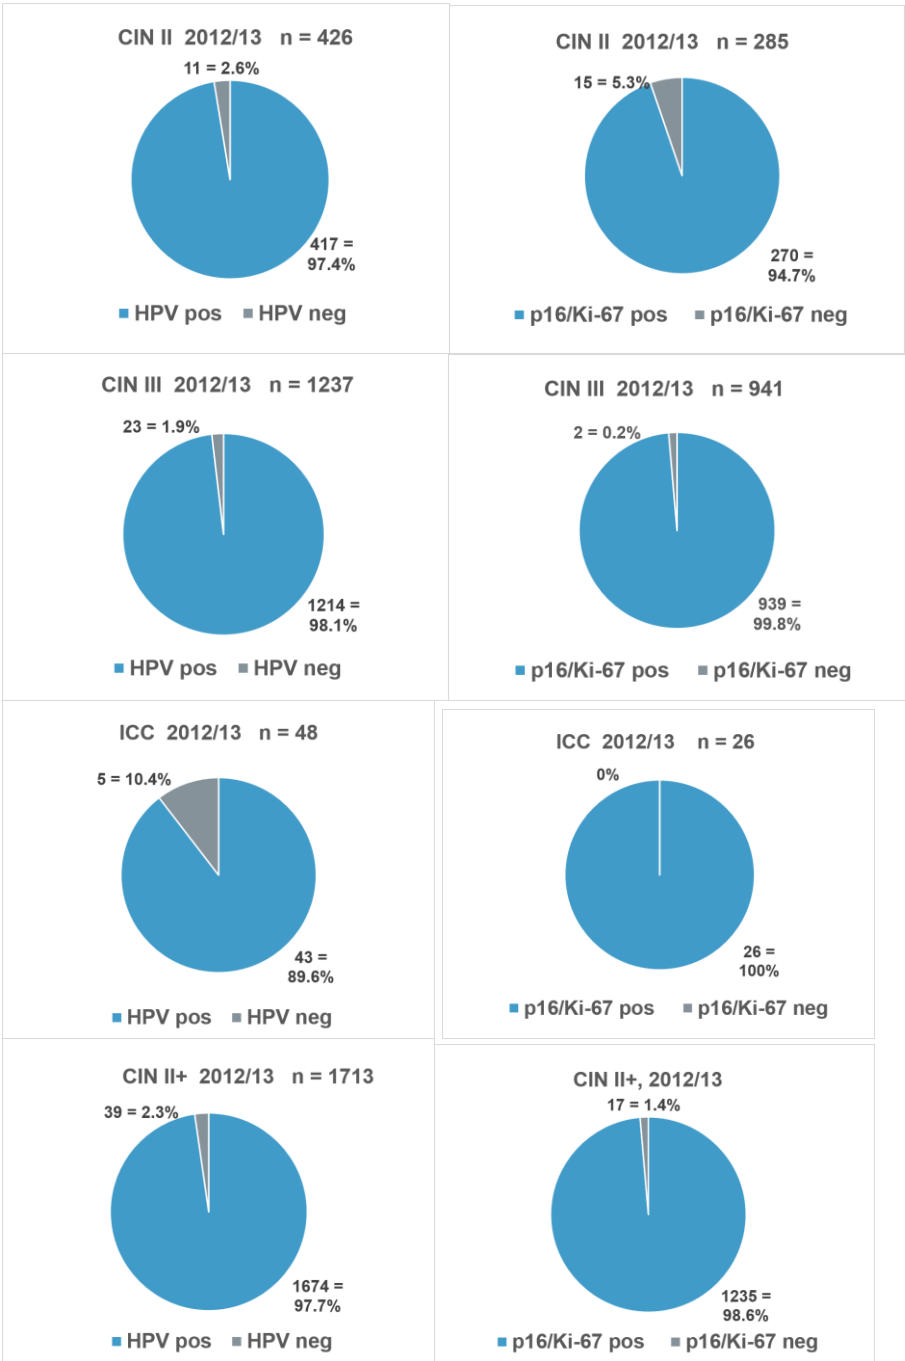 CIN II 2012/13 n = 426
11 = 2.6%
417 =
97.4%
HPV pos HPV neg
CIN II 2012/13 n = 285
15 = 5.3%
270 =
94.7%
p16/Ki-67 pos p16/Ki-67 neg
CIN III 2012/13 n = 1237
23 = 1.9%
1214 =
98.1%
HPV pos HPV neg
CIN III 2012/13 n = 941
2 = 0.2%
939 =
99.8%
p16/Ki-67 pos p16/Ki-67 neg
ICC 2012/13 n = 48
5 = 10.4%
43 =
89.6%
HPV pos HPV neg
ICC 2012/13 n = 26
0%
26 =
100%
p16/Ki-67 pos p16/Ki-67 neg
CIN II+ 2012/13 n = 1713
39 = 2.3%
1674 =
97.7%
HPV pos HPV neg
CIN II+, 2012/13
17 = 1.4%
1235 =
98.6%
p16/Ki-67 pos p16/Ki-67 neg